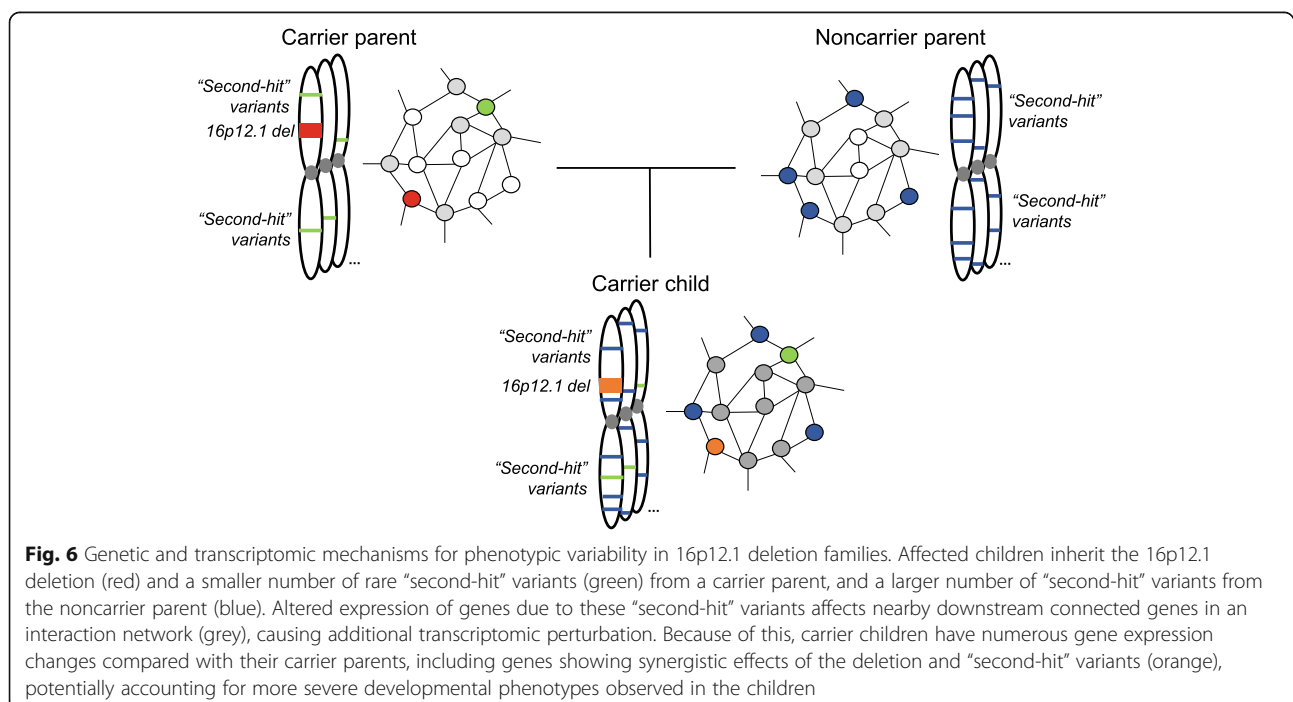 Carrier parent
Noncarrier parent
“Second-hit”
variants
16p12.1 del
“Second-hit”
variants
...
“Second-hit”
variants
“Second-hit”
variants
...
Carrier child
“Second-hit”
variants
16p12.1 del
“Second-hit”
variants
...
Fig. 6 Genetic and transcriptomic mechanisms for phenotypic variability in 16p12.1 deletion families. Affected children inherit the 16p12.1
deletion (red) and a smaller number of rare “second-hit” variants (green) from a carrier parent, and a larger number of “second-hit” variants from
the noncarrier parent (blue). Altered expression of genes due to these “second-hit” variants affects nearby downstream connected genes in an
interaction network (grey), causing additional transcriptomic perturbation. Because of this, carrier children have numerous gene expression
changes compared with their carrier parents, including genes showing synergistic effects of the deletion and “second-hit” variants (orange),
potentially accounting for more severe developmental phenotypes observed in the children